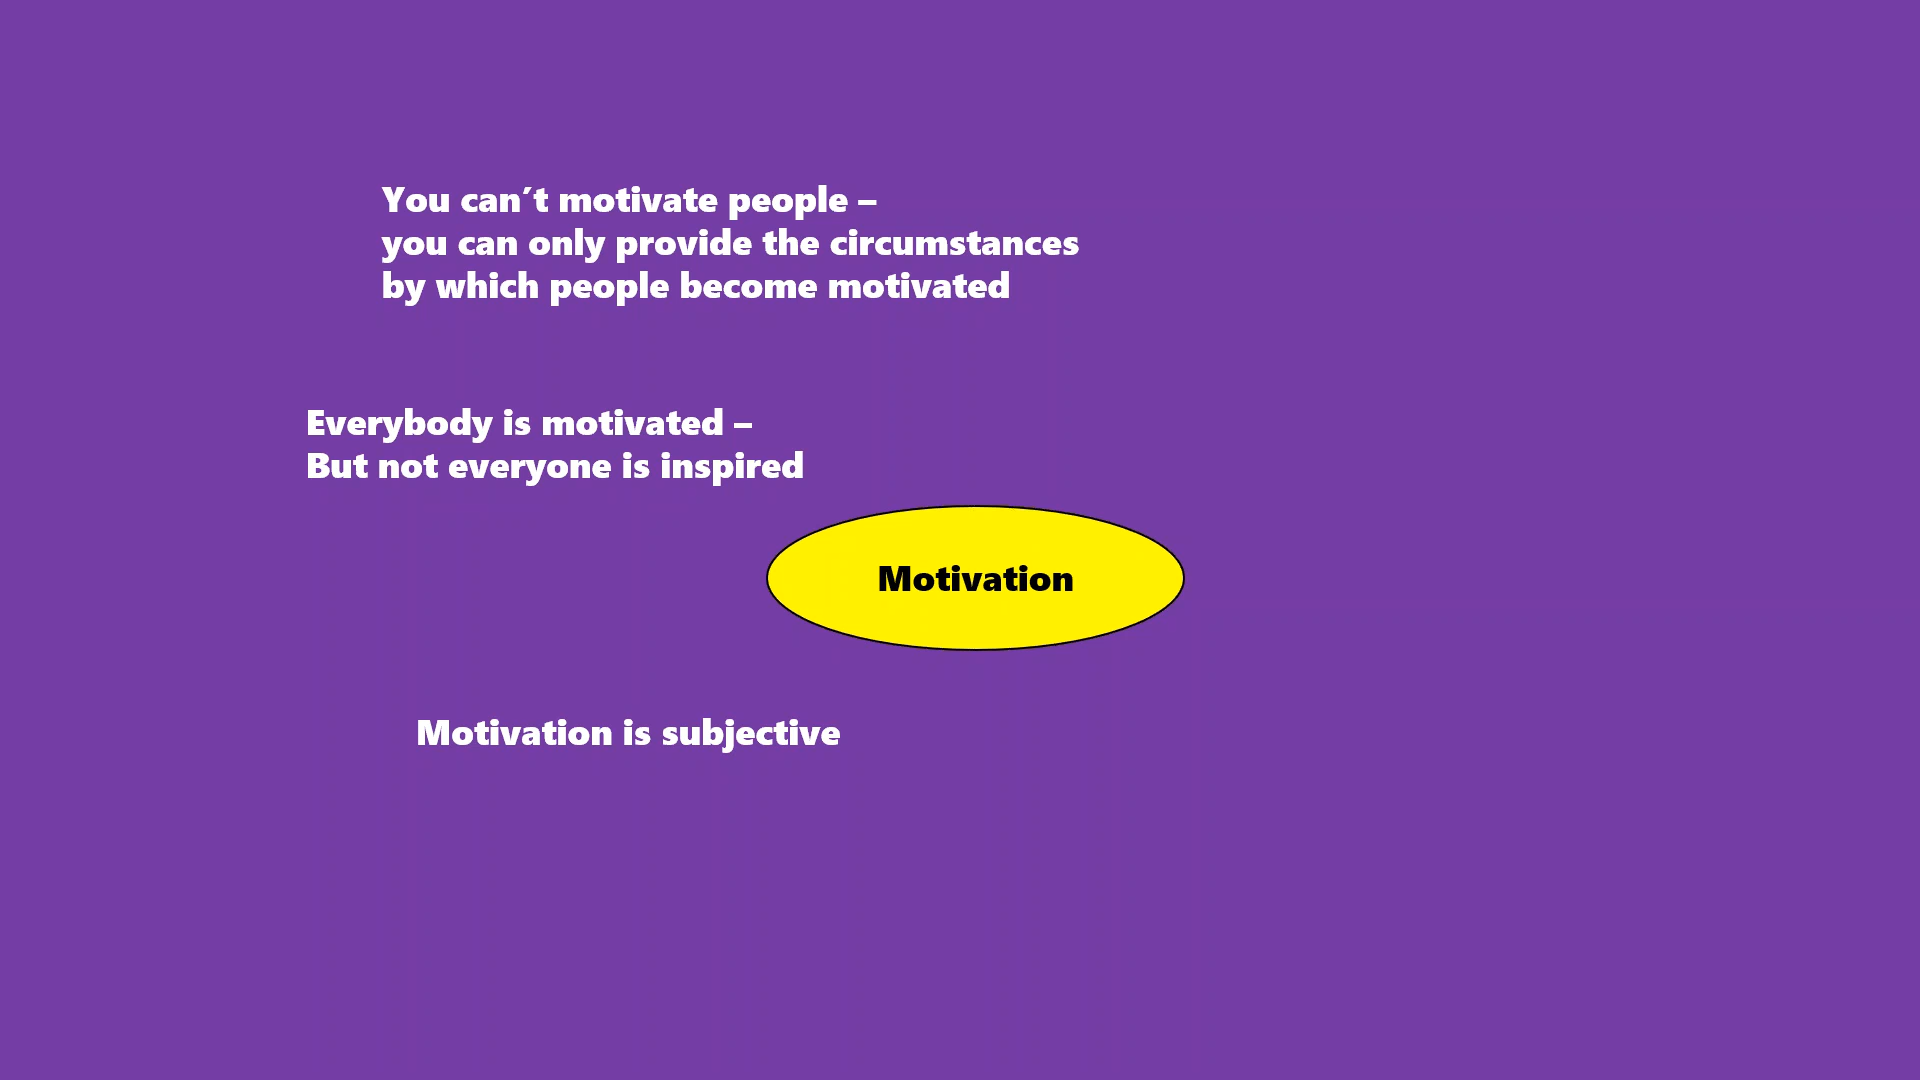 You can't motivate people –
you can only provide the circumstances
by which people become motivated
Everybody is motivated –
But not everyone is inspired
Motivation
Motivation is subjective